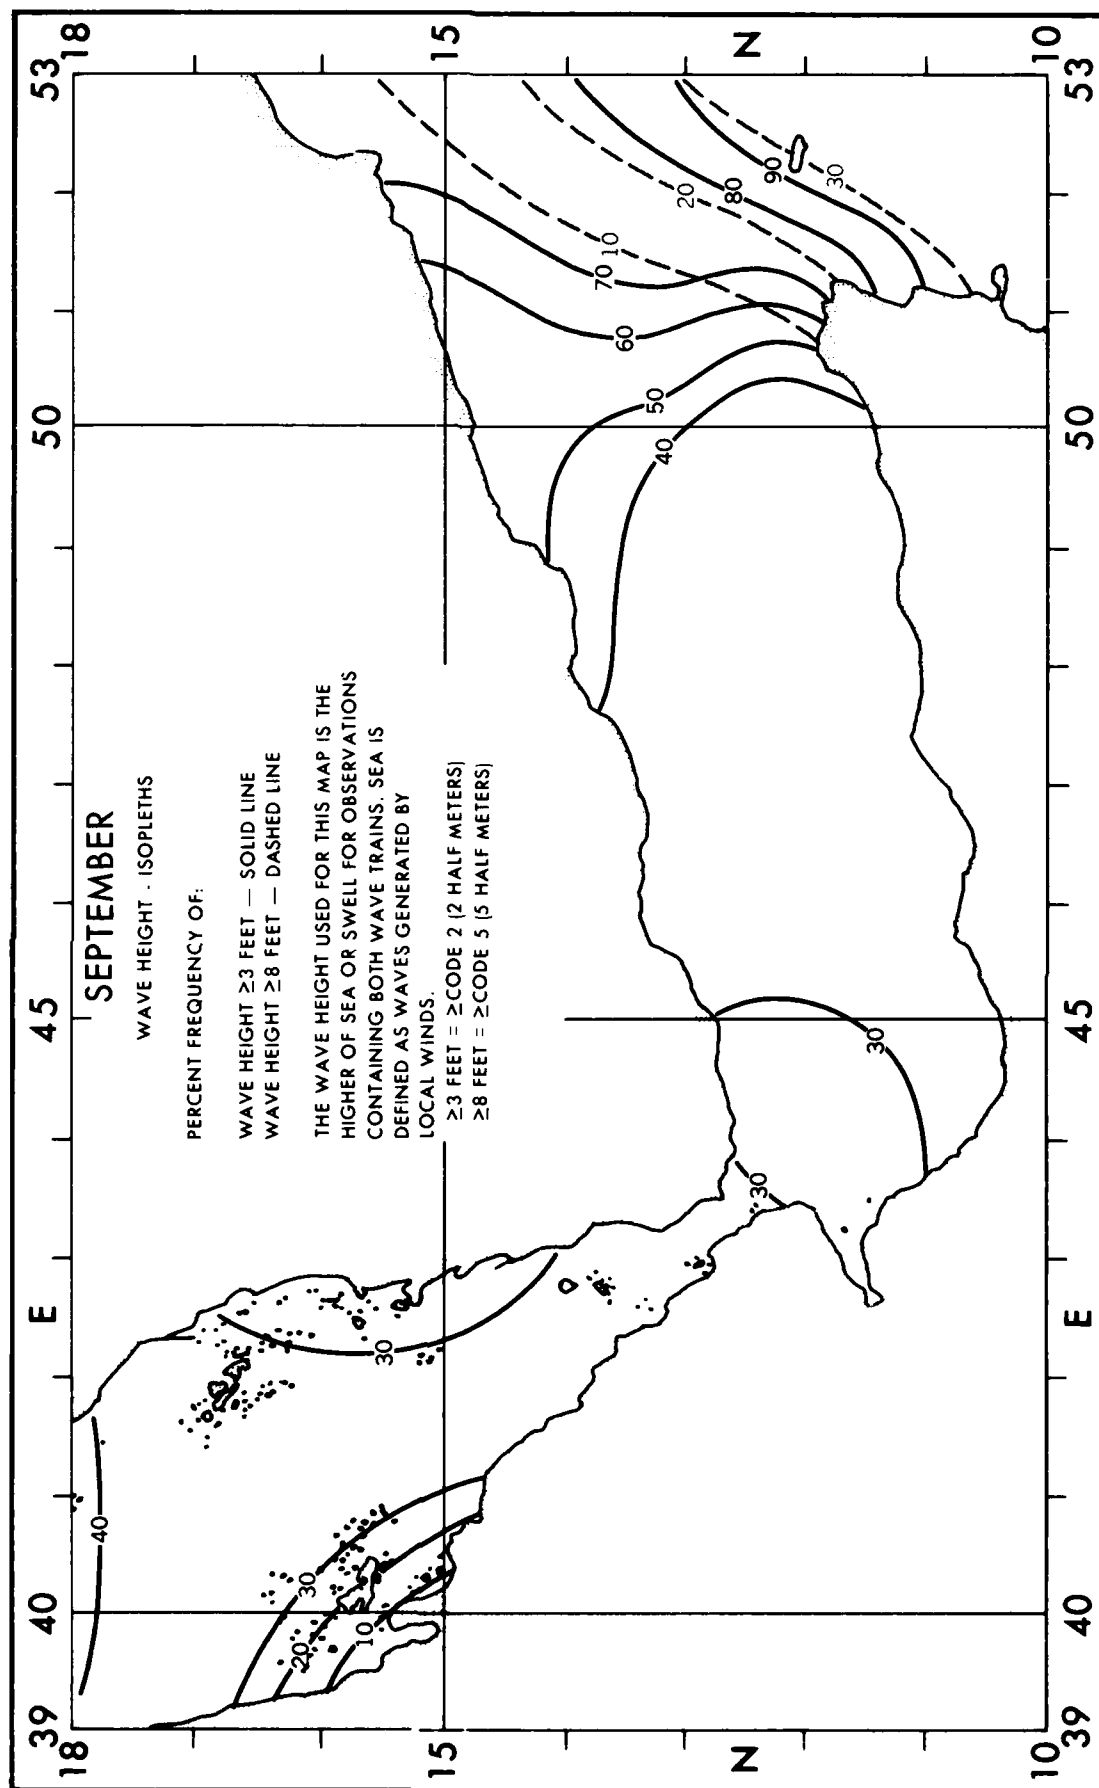 SEPTEMBER
WAVE HEIGHT - ISOPLETHS
PERCENT FREQUENCY OF:
WAVE HEIGHT ≥3 FEET — SOLID LINE
WAVE HEIGHT ≥8 FEET — DASHED LINE
THE WAVE HEIGHT USED FOR THIS MAP IS THE
HIGHER OF SEA OR SWELL FOR OBSERVATIONS
CONTAINING BOTH WAVE TRAINS. SEA IS
DEFINED AS WAVES GENERATED BY
LOCAL WINDS.
≥3 FEET = ≥CODE 2 (2 HALF METERS)
≥8 FEET = ≥CODE 5 (5 HALF METERS)
39 40 E 45 50 53
18 18
15 15
N N
10
39 40 E 45 50 53
40
30
20
10
30
30
30
40
50
60
70
10
20
80
90
30